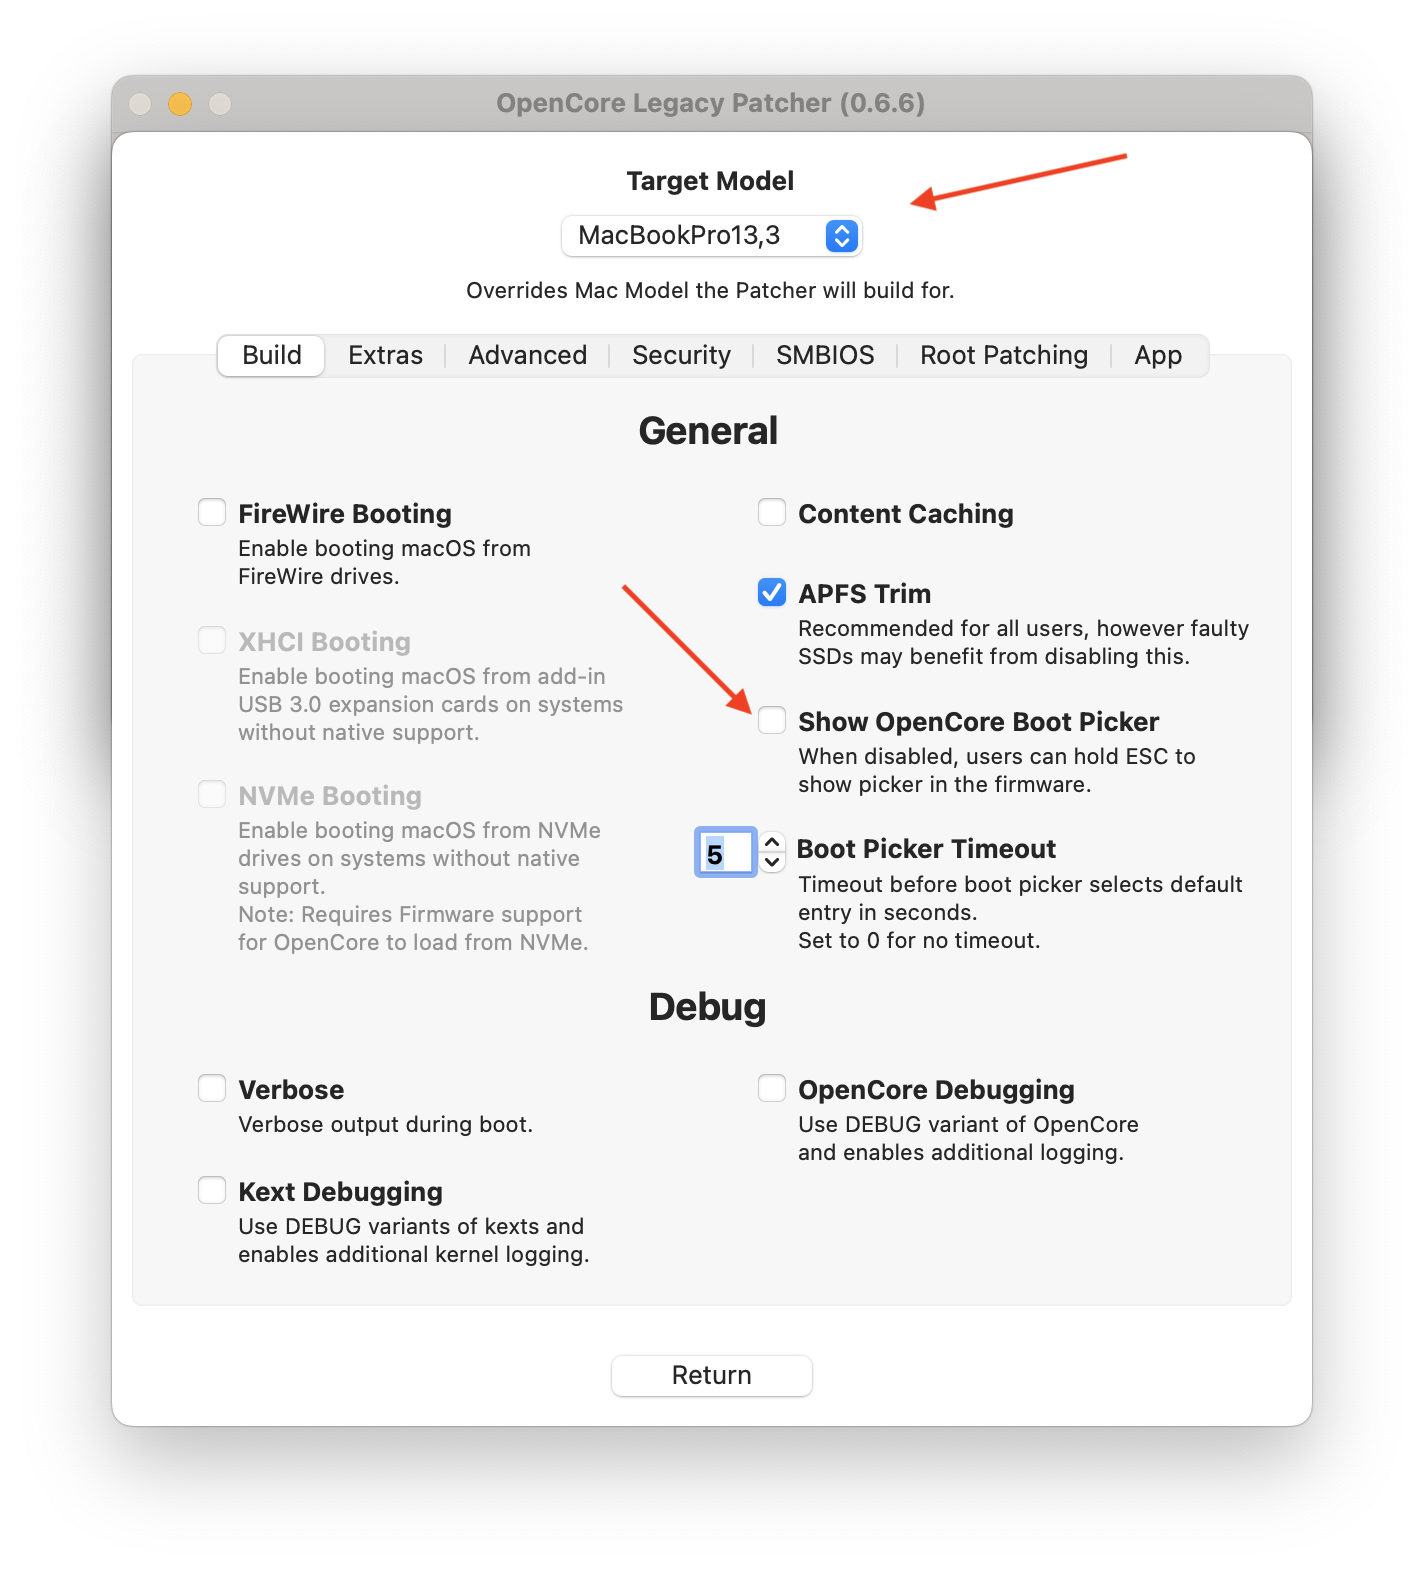 OpenCore Legacy Patcher (0.6.6)
Target Model
MacBookPro13,3
Overrides Mac Model the Patcher will build for.
Build Extras Advanced Security SMBIOS Root Patching App
General
FireWire Booting
Enable booting macOS from
FireWire drives.
XHCI Booting
Enable booting macOS from add-in
USB 3.0 expansion cards on systems
without native support.
NVMe Booting
Enable booting macOS from NVMe
drives on systems without native
support.
Note: Requires Firmware support
for OpenCore to load from NVMe.
Content Caching
APFS Trim
Recommended for all users, however faulty
SSDs may benefit from disabling this.
Show OpenCore Boot Picker
When disabled, users can hold ESC to
show picker in the firmware.
5 Boot Picker Timeout
Timeout before boot picker selects default
entry in seconds.
Set to 0 for no timeout.
Debug
Verbose
Verbose output during boot.
Kext Debugging
Use DEBUG variants of kexts and
enables additional kernel logging.
OpenCore Debugging
Use DEBUG variant of OpenCore
and enables additional logging.
Return